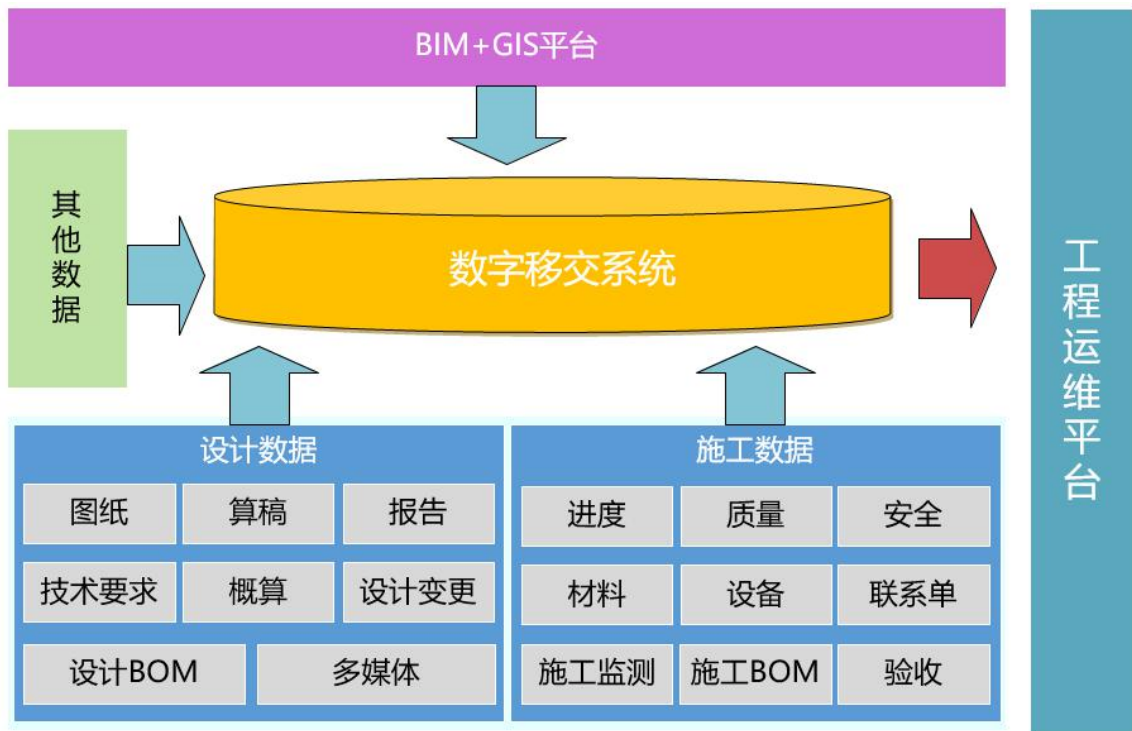 BIM+GIS平台
其他数据
数字移交系统
工程运维平台
设计数据
图纸
算稿
报告
技术要求
概算
设计变更
设计BOM
多媒体
施工数据
进度
质量
安全
材料
设备
联系单
施工监测
施工BOM
验收